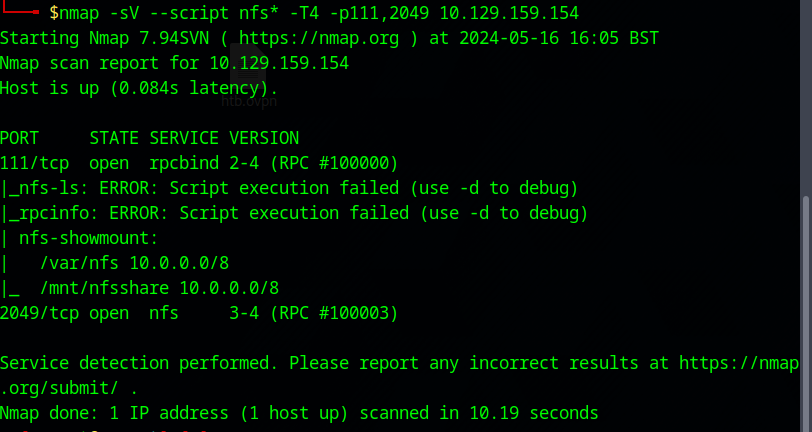 $nmap -sV --script nfs* -T4 -p111,2049 10.129.159.154
Starting Nmap 7.94SVN ( https://nmap.org ) at 2024-05-16 16:05 BST
Nmap scan report for 10.129.159.154
Host is up (0.084s latency).
htb.ovpn
PORT     STATE SERVICE VERSION
111/tcp  open  rpcbind 2-4 (RPC #100000)
|_nfs-ls: ERROR: Script execution failed (use -d to debug)
|_rpcinfo: ERROR: Script execution failed (use -d to debug)
| nfs-showmount:
|   /var/nfs 10.0.0.0/8
|_  /mnt/nfsshare 10.0.0.0/8
2049/tcp open  nfs     3-4 (RPC #100003)
Service detection performed. Please report any incorrect results at https://nmap
.org/submit/ .
Nmap done: 1 IP address (1 host up) scanned in 10.19 seconds